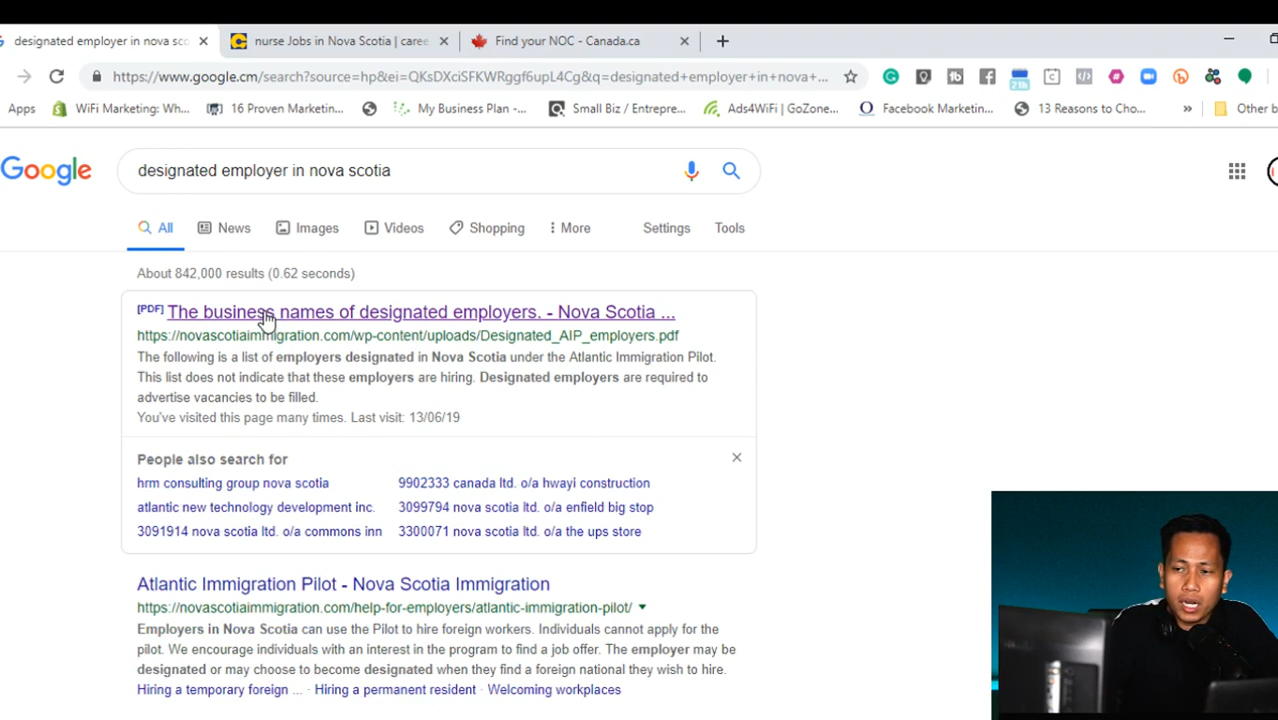 designated employer in nova sco
nurse Jobs in Nova Scotia | caree
Find your NOC - Canada.ca
https://www.google.cm/search?source=hp&ei=QKsDXciSFKWRggf6upL4Cg&q=designated+employer+in+nova+...
Apps
WiFi Marketing: Wh...
16 Proven Marketin...
My Business Plan -...
Small Biz / Entrepre...
Ads4WiFi | GoZone...
Facebook Marketin...
13 Reasons to Cho...
»
Other b
Google
designated employer in nova scotia
All
News
Images
Videos
Shopping
More
Settings
Tools
About 842,000 results (0.62 seconds)
[PDF] The business names of designated employers. - Nova Scotia ...
https://novascotiaimmigration.com/wp-content/uploads/Designated_AIP_employers.pdf
The following is a list of employers designated in Nova Scotia under the Atlantic Immigration Pilot.
This list does not indicate that these employers are hiring. Designated employers are required to
advertise vacancies to be filled.
You've visited this page many times. Last visit: 13/06/19
People also search for
hrm consulting group nova scotia
9902333 canada ltd. o/a hwayi construction
atlantic new technology development inc.
3099794 nova scotia ltd. o/a enfield big stop
3091914 nova scotia ltd. o/a commons inn
3300071 nova scotia ltd. o/a the ups store
Atlantic Immigration Pilot - Nova Scotia Immigration
https://novascotiaimmigration.com/help-for-employers/atlantic-immigration-pilot/
Employers in Nova Scotia can use the Pilot to hire foreign workers. Individuals cannot apply for the
pilot. We encourage individuals with an interest in the program to find a job offer. The employer may be
designated or may choose to become designated when they find a foreign national they wish to hire.
Hiring a temporary foreign ... · Hiring a permanent resident · Welcoming workplaces